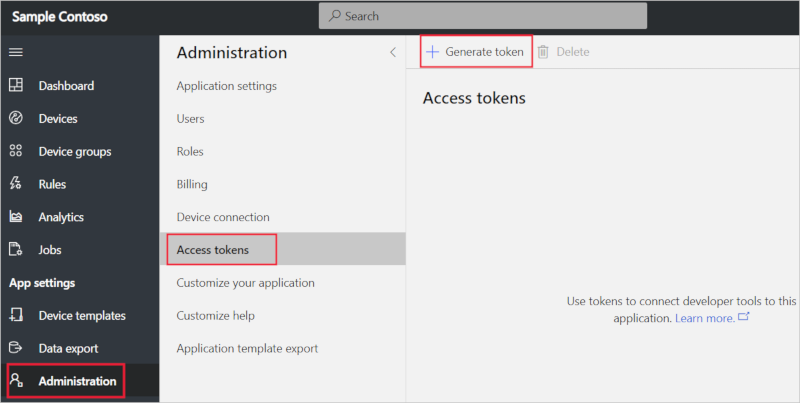 Sample Contoso
Search
Dashboard
Devices
Device groups
Rules
Analytics
Jobs
App settings
Device templates
Data export
Administration
Administration
Application settings
Users
Roles
Billing
Device connection
Access tokens
Customize your application
Customize help
Application template export
Generate token
Delete
Access tokens
Use tokens to connect developer tools to this
application. Learn more.